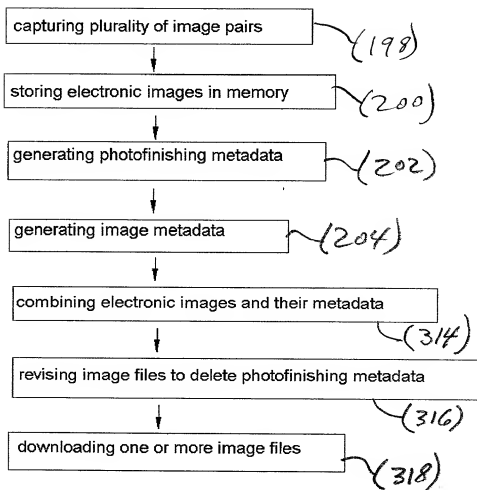 capturing plurality of image pairs
(198)
storing electronic images in memory
(200)
generating photofinishing metadata
(202)
generating image metadata
(204)
combining electronic images and their metadata
(314)
revising image files to delete photofinishing metadata
(316)
downloading one or more image files
(318)